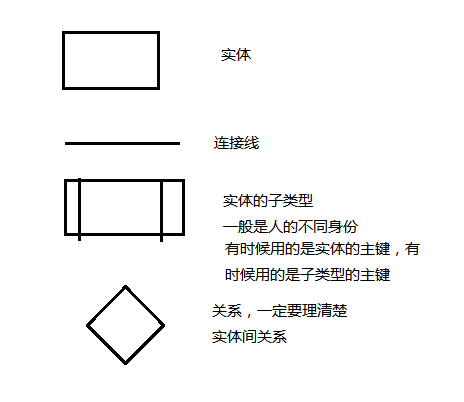 实体
连接线
实体的子类型
一般是人的不同身份
有时候用的是实体的主键，有
时候用的是子类型的主键
关系，一定要理清楚
实体间关系